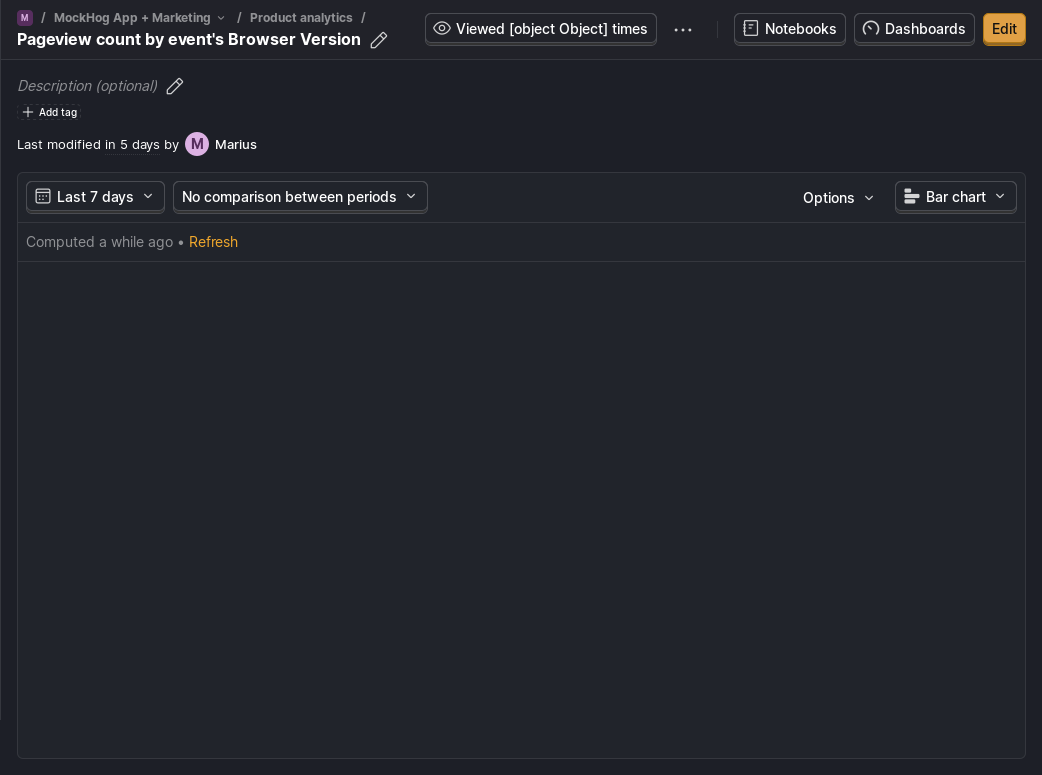 M / MockHog App + Marketing / Product analytics /
Pageview count by event's Browser Version
Viewed [object Object] times
Notebooks
Dashboards
Edit
Description (optional)
Add tag
Last modified in 5 days by M Marius
Last 7 days
No comparison between periods
Options
Bar chart
Computed a while ago • Refresh